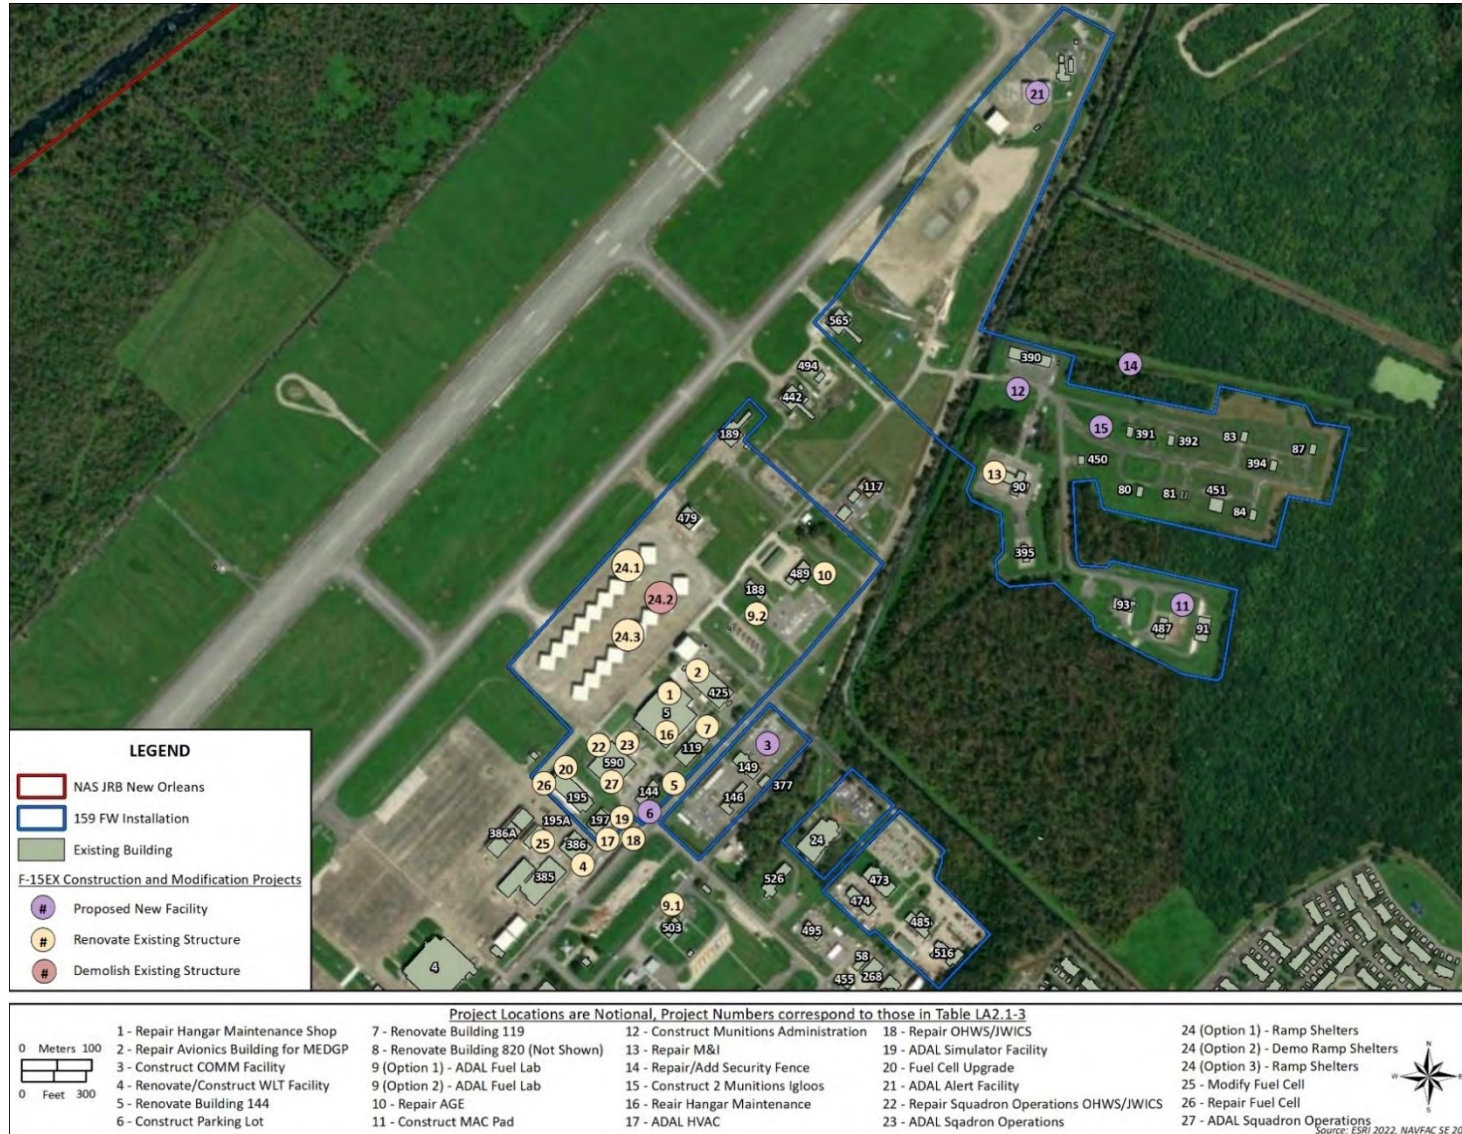 21
565
390
14
494
12
442
189
15
391
392
83
87
450
394
13
90
117
80
81
451
84
479
395
24.1
489
10
188
24.2
9.2
93
11
487
91
24.3
2
1
425
5
16
7
119
3
22
23
590
149
20
26
27
5
377
195
144
146
6
197
19
195A
386A
25
386
17
18
24
4
385
526
473
9.1
474
503
495
485
516
4
58
455
268
LEGEND
NAS JRB New Orleans
159 FW Installation
Existing Building
F-15EX Construction and Modification Projects
# Proposed New Facility
# Renovate Existing Structure
# Demolish Existing Structure
Project Locations are Notional, Project Numbers correspond to those in Table LA2.1-3
0 Meters 100
0 Feet 300
1 - Repair Hangar Maintenance Shop
2 - Repair Avionics Building for MEDGP
3 - Construct COMM Facility
4 - Renovate/Construct WLT Facility
5 - Renovate Building 144
6 - Construct Parking Lot
7 - Renovate Building 119
8 - Renovate Building 820 (Not Shown)
9 (Option 1) - ADAL Fuel Lab
9 (Option 2) - ADAL Fuel Lab
10 - Repair AGE
11 - Construct MAC Pad
12 - Construct Munitions Administration
13 - Repair M&I
14 - Repair/Add Security Fence
15 - Construct 2 Munitions Igloos
16 - Reair Hangar Maintenance
17 - ADAL HVAC
18 - Repair OHWS/JWICS
19 - ADAL Simulator Facility
20 - Fuel Cell Upgrade
21 - ADAL Alert Facility
22 - Repair Squadron Operations OHWS/JWICS
23 - ADAL Sqadron Operations
24 (Option 1) - Ramp Shelters
24 (Option 2) - Demo Ramp Shelters
24 (Option 3) - Ramp Shelters
25 - Modify Fuel Cell
26 - Repair Fuel Cell
27 - ADAL Squadron Operations
N
W
E
S
Source: ESRI 2022, NAVFAC SE 20